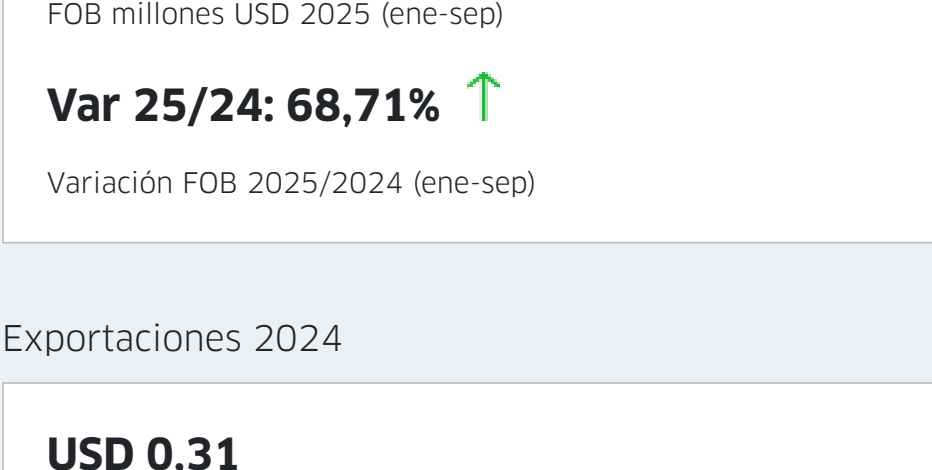 FOB millones USD 2025 (ene-sep)
Var 25/24: 68,71% ↑
Variación FOB 2025/2024 (ene-sep)
Exportaciones 2024
USD 0.31